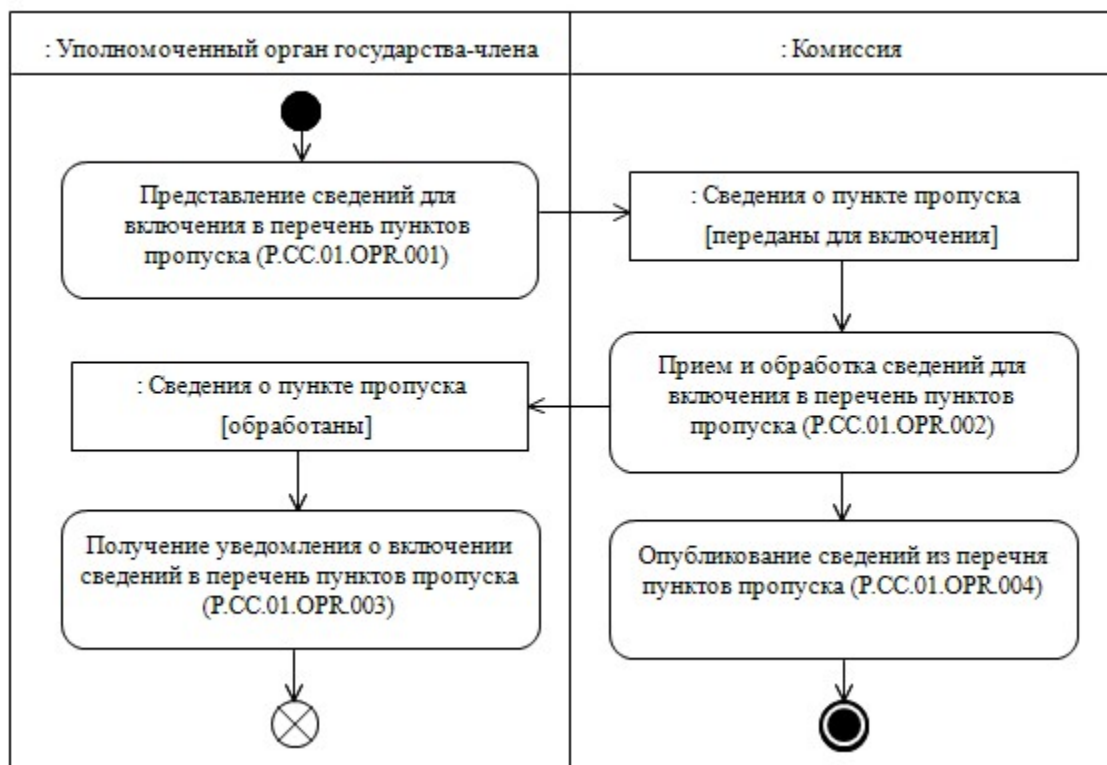 : Уполномоченный орган государства-члена
: Комиссия
Представление сведений для
включения в перечень пунктов
пропуска (P.CC.01.OPR.001)
: Сведения о пункте пропуска
[переданы для включения]
Прием и обработка сведений для
включения в перечень пунктов
пропуска (P.CC.01.OPR.002)
: Сведения о пункте пропуска
[обработаны]
Получение уведомления о включении
сведений в перечень пунктов пропуска
(P.CC.01.OPR.003)
Опубликование сведений из перечня
пунктов пропуска (P.CC.01.OPR.004)